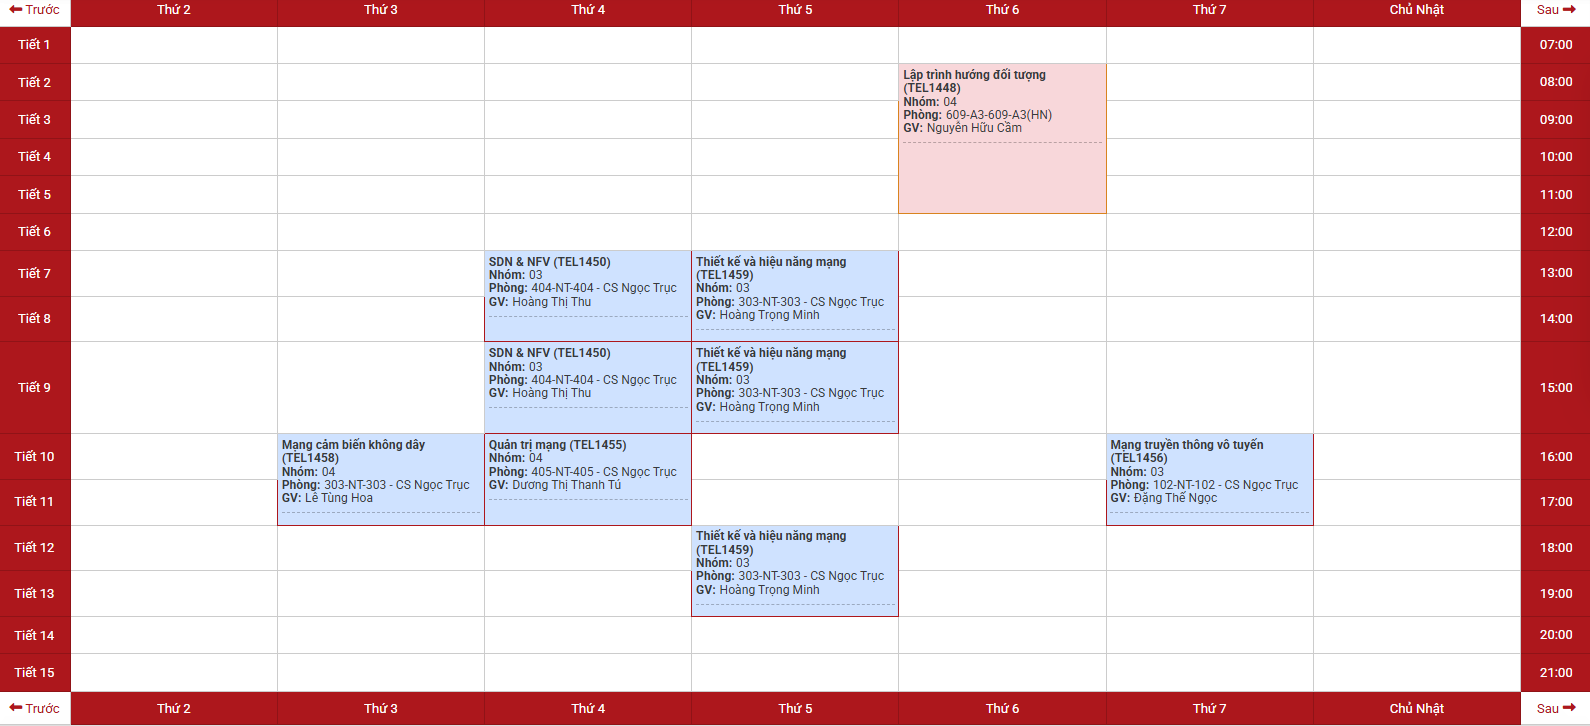 Trước Thứ 2 Thứ 3 Thứ 4 Thứ 5 Thứ 6 Thứ 7 Chủ Nhật Sau
Tiết 1 07:00
Tiết 2 08:00
Lập trình hướng đối tượng
(TEL1448)
Nhóm: 04
Phòng: 609-A3-609-A3(HN)
GV: Nguyễn Hữu Cầm
Tiết 3 09:00
Tiết 4 10:00
Tiết 5 11:00
Tiết 6 12:00
Tiết 7 13:00
SDN & NFV (TEL1450)
Nhóm: 03
Phòng: 404-NT-404 - CS Ngọc Trục
GV: Hoàng Thị Thu
Thiết kế và hiệu năng mạng
(TEL1459)
Nhóm: 03
Phòng: 303-NT-303 - CS Ngọc Trục
GV: Hoàng Trọng Minh
Tiết 8 14:00
Tiết 9 15:00
SDN & NFV (TEL1450)
Nhóm: 03
Phòng: 404-NT-404 - CS Ngọc Trục
GV: Hoàng Thị Thu
Thiết kế và hiệu năng mạng
(TEL1459)
Nhóm: 03
Phòng: 303-NT-303 - CS Ngọc Trục
GV: Hoàng Trọng Minh
Tiết 10 16:00
Mạng cảm biến không dây
(TEL1458)
Nhóm: 04
Phòng: 303-NT-303 - CS Ngọc Trục
GV: Lê Tùng Hoa
Quản trị mạng (TEL1455)
Nhóm: 04
Phòng: 405-NT-405 - CS Ngọc Trục
GV: Dương Thị Thanh Tú
Mạng truyền thông vô tuyến
(TEL1456)
Nhóm: 03
Phòng: 102-NT-102 - CS Ngọc Trục
GV: Đặng Thế Ngọc
Tiết 11 17:00
Tiết 12 18:00
Thiết kế và hiệu năng mạng
(TEL1459)
Nhóm: 03
Phòng: 303-NT-303 - CS Ngọc Trục
GV: Hoàng Trọng Minh
Tiết 13 19:00
Tiết 14 20:00
Tiết 15 21:00
Trước Thứ 2 Thứ 3 Thứ 4 Thứ 5 Thứ 6 Thứ 7 Chủ Nhật Sau